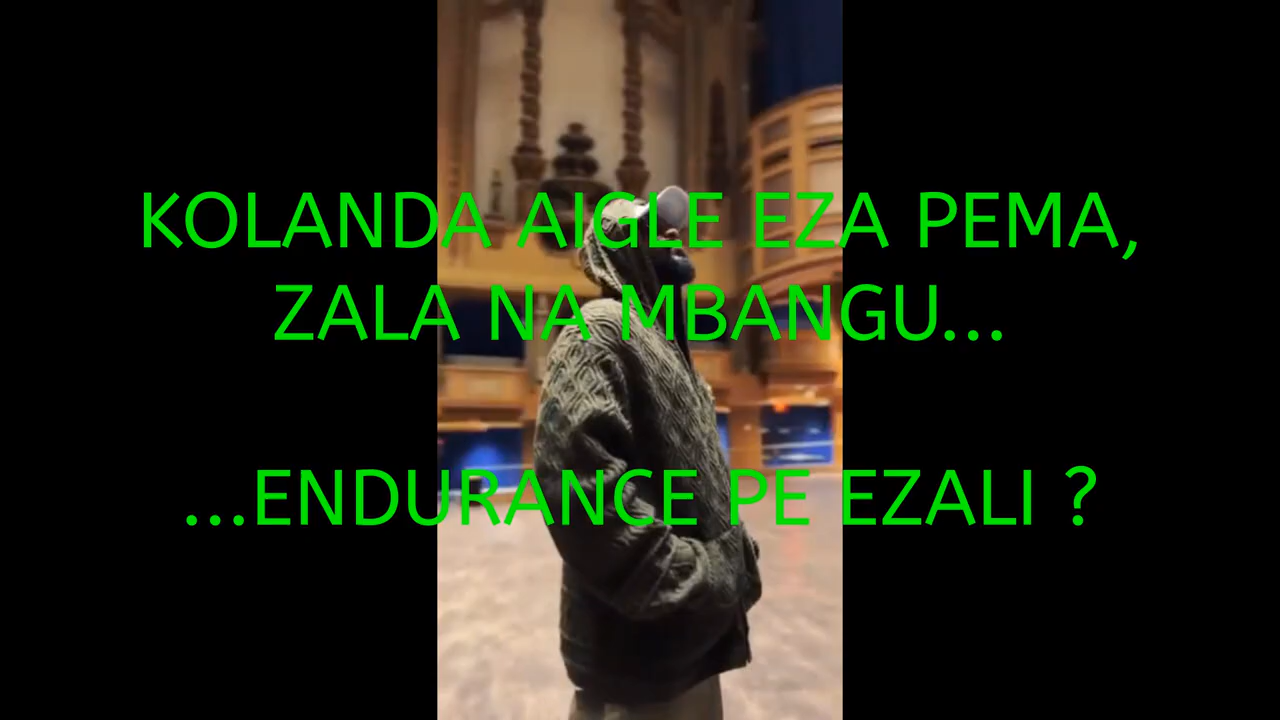 KOLANDA AIGLE EZA PEMA,
ZALA NA MBANGU...
...ENDURANCE PE EZALI ?